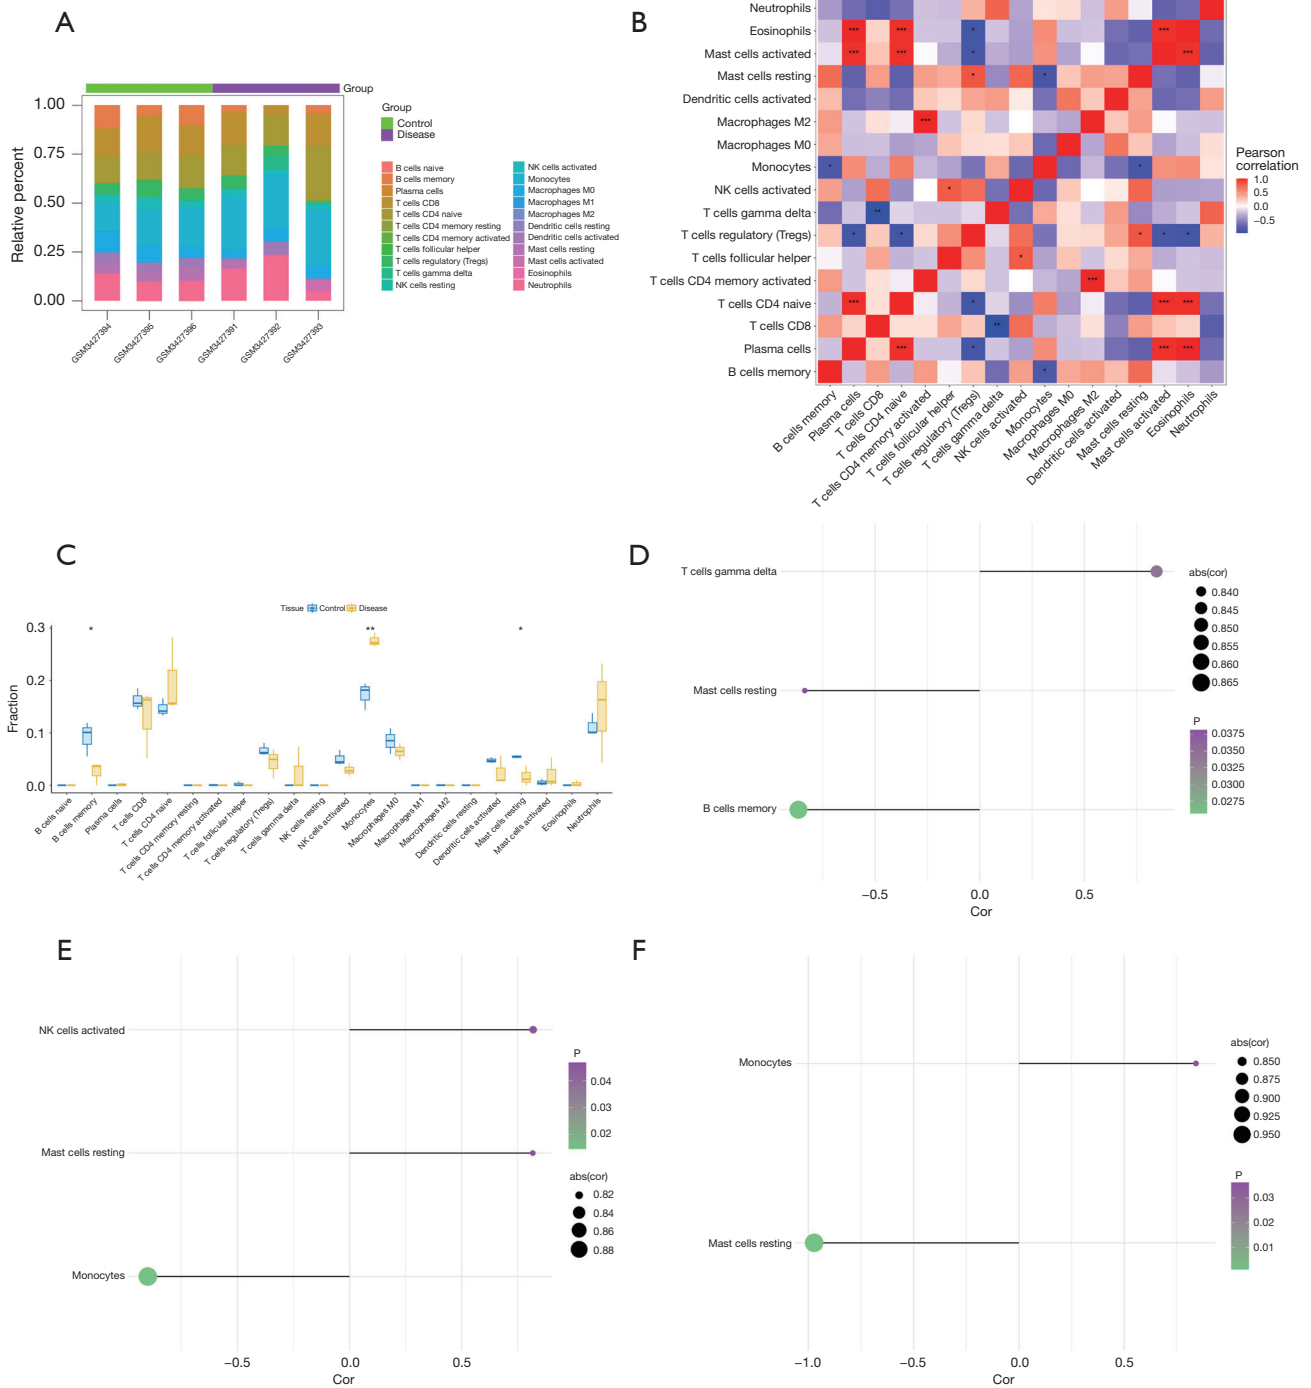 A
Group
1.00
0.75
0.50
0.25
0.00
Relative percent
GSM3427394
GSM3427395
GSM3427396
GSM3427391
GSM3427392
GSM3427393
Group
Control
Disease
B cells naive
B cells memory
Plasma cells
T cells CD8
T cells CD4 naive
T cells CD4 memory resting
T cells CD4 memory activated
T cells follicular helper
T cells regulatory (Tregs)
T cells gamma delta
NK cells resting
NK cells activated
Monocytes
Macrophages M0
Macrophages M1
Macrophages M2
Dendritic cells resting
Dendritic cells activated
Mast cells resting
Mast cells activated
Eosinophils
Neutrophils
B
Neutrophils
Eosinophils *** *** * ***
Mast cells activated *** *** * ***
Mast cells resting * *
Dendritic cells activated
Macrophages M2 ***
Macrophages M0
Monocytes * *
NK cells activated *
T cells gamma delta **
T cells regulatory (Tregs) * * * * *
T cells follicular helper *
T cells CD4 memory activated ***
T cells CD4 naive *** * *** ***
T cells CD8 **
Plasma cells *** * *** ***
B cells memory *
B cells memory
Plasma cells
T cells CD8
T cells CD4 naive
T cells CD4 memory activated
T cells follicular helper
T cells regulatory (Tregs)
T cells gamma delta
NK cells activated
Monocytes
Macrophages M0
Macrophages M2
Dendritic cells activated
Mast cells resting
Mast cells activated
Eosinophils
Neutrophils
Pearson
correlation
1.0
0.5
0.0
−0.5
C
Tissue Control Disease
* ** *
0.3
0.2
0.1
0.0
Fraction
B cells naive
B cells memory
Plasma cells
T cells CD8
T cells CD4 naive
T cells CD4 memory resting
T cells CD4 memory activated
T cells follicular helper
T cells regulatory (Tregs)
T cells gamma delta
NK cells resting
NK cells activated
Monocytes
Macrophages M0
Macrophages M1
Macrophages M2
Dendritic cells resting
Dendritic cells activated
Mast cells resting
Mast cells activated
Eosinophils
Neutrophils
D
T cells gamma delta
Mast cells resting
B cells memory
−0.5 0.0 0.5
Cor
abs(cor)
0.840
0.845
0.850
0.855
0.860
0.865
P
0.0375
0.0350
0.0325
0.0300
0.0275
E
NK cells activated
Mast cells resting
Monocytes
−0.5 0.0 0.5
Cor
P
0.04
0.03
0.02
abs(cor)
0.82
0.84
0.86
0.88
F
Monocytes
Mast cells resting
−1.0 −0.5 0.0 0.5
Cor
abs(cor)
0.850
0.875
0.900
0.925
0.950
P
0.03
0.02
0.01